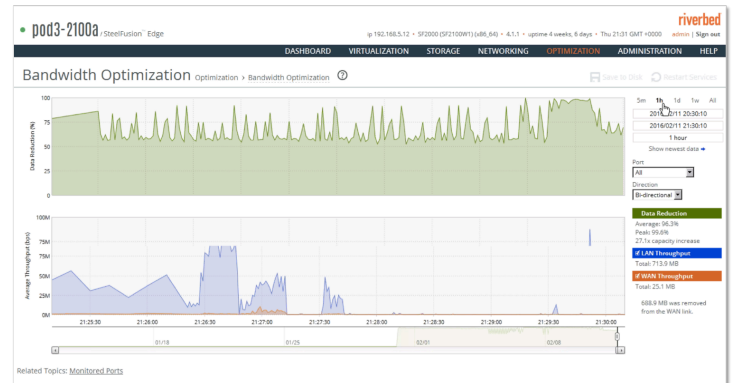 riverbed
pod3-2100a / SteelFusion™ Edge
ip 192.168.5.12 • SF2000 (SF2100W1) (x86_64) • 4.1.1 • uptime 4 weeks, 6 days • Thu 21:31 GMT +0000 admin | Sign out
DASHBOARD VIRTUALIZATION STORAGE NETWORKING OPTIMIZATION ADMINISTRATION HELP
Bandwidth Optimization Optimization › Bandwidth Optimization ?
Save to Disk Restart Services
5m 1h 1d 1w All
2016/02/11 20:30:10
2016/02/11 21:30:10
1 hour
Show newest data
Port
All
Direction
Bi-directional
Data Reduction (%)
100
75
50
25
0
Data Reduction
Average: 96.3%
Peak: 99.6%
27.1x capacity increase
LAN Throughput
Total: 713.9 MB
WAN Throughput
Total: 25.1 MB
688.9 MB was removed
from the WAN link.
Average Throughput (bps)
100M
75M
75M
50M
25M
0M
21:25:30 21:26:00 21:26:30 21:27:00 21:27:30 21:28:00 21:28:30 21:29:00 21:29:30 21:30:00
01/18 01/25 02/01 02/08
Related Topics: Monitored Ports